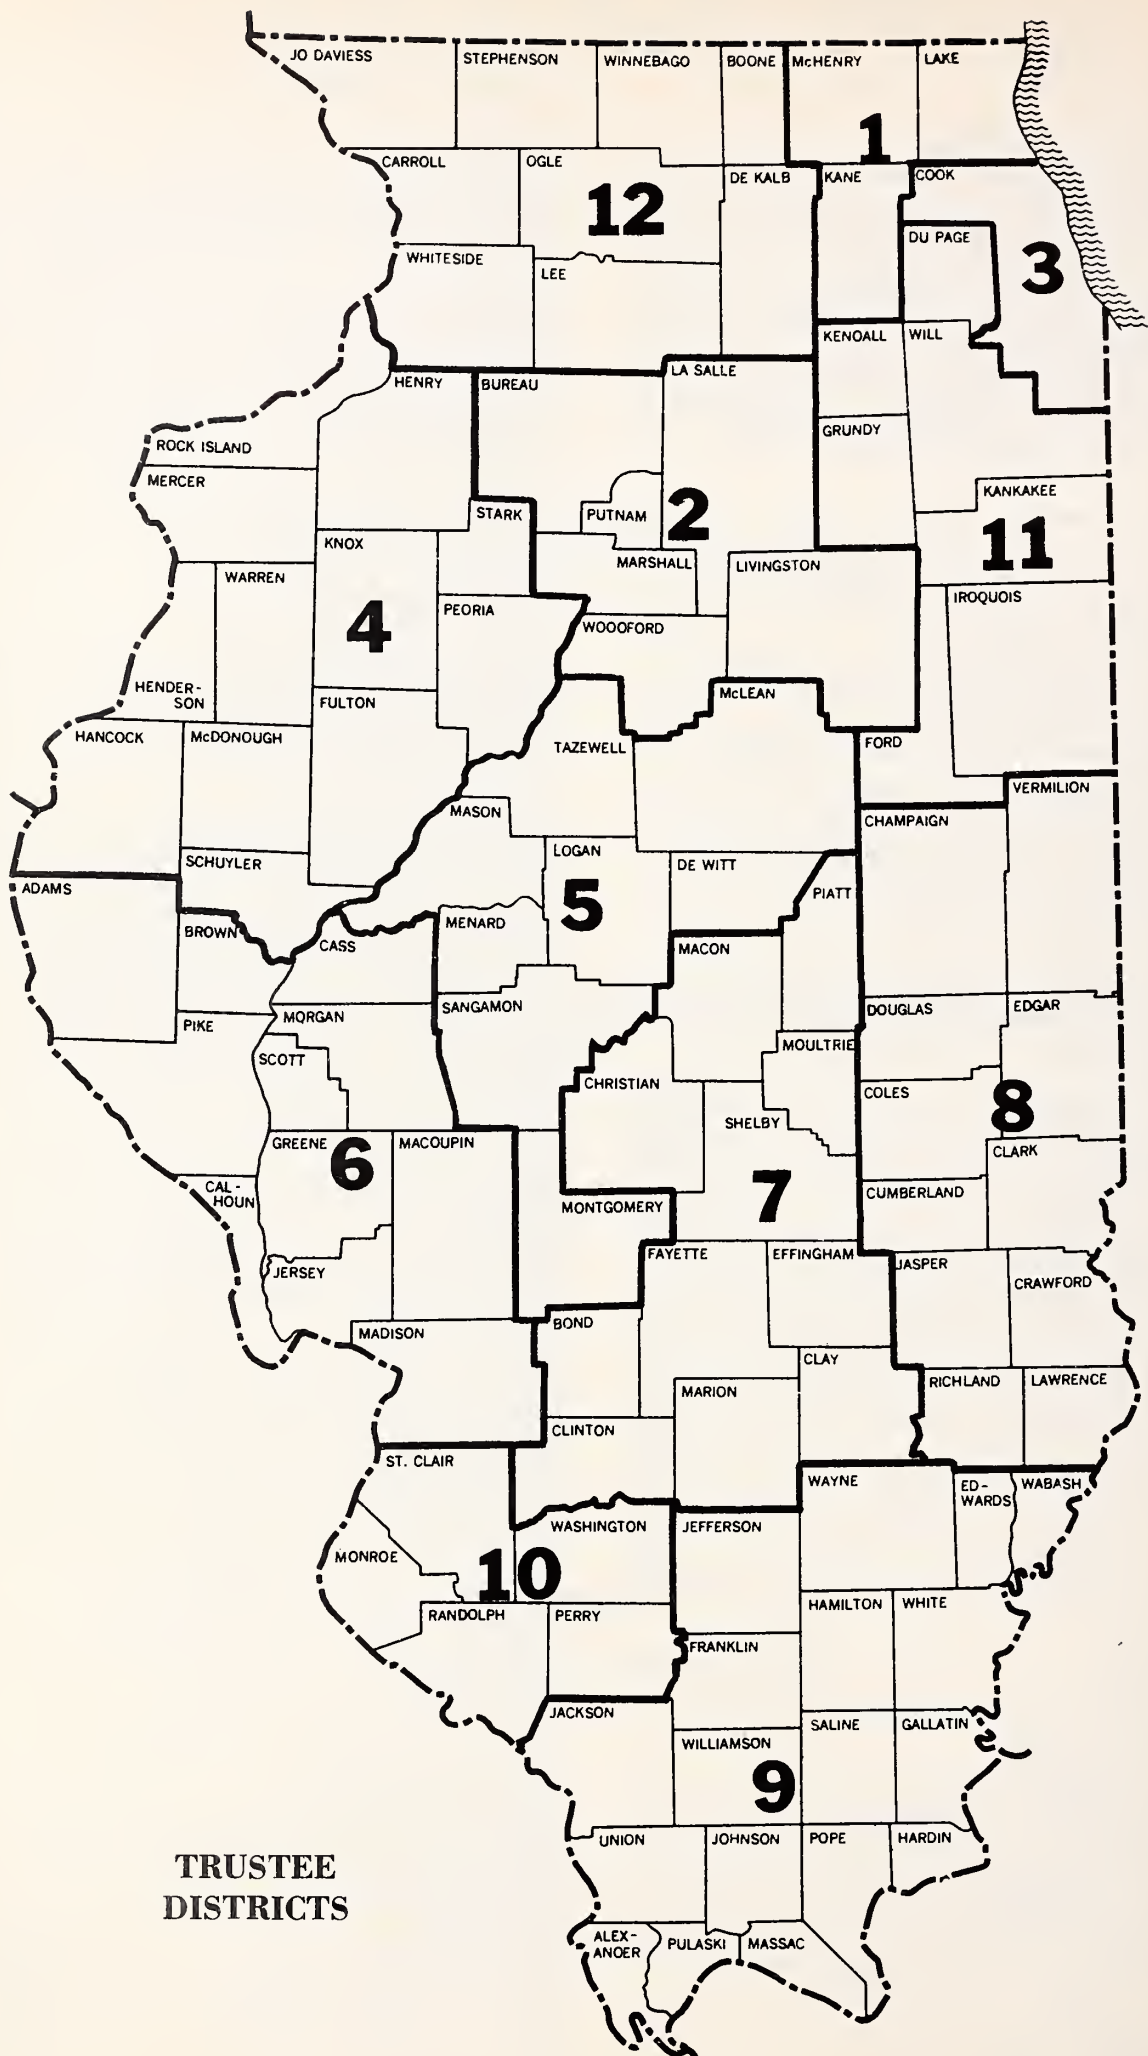 JO DAVIESS
STEPHENSON
WINNEBAGO
BOONE
McHENRY
LAKE
1
CARROLL
OGLE
12
DE KALB
KANE
COOK
DU PAGE
3
WHITESIDE
LEE
KENOALL
WILL
HENRY
BUREAU
LA SALLE
GRUNDY
ROCK ISLAND
MERCER
KANKAKEE
11
STARK
PUTNAM
2
KNOX
MARSHALL
LIVINGSTON
WARREN
IROQUOIS
4
PEORIA
WOOOFORD
HENDER-
SON
FULTON
McLEAN
HANCOCK
McDONOUGH
TAZEWELL
FORD
VERMILION
MASON
CHAMPAIGN
SCHUYLER
LOGAN
DE WITT
ADAMS
5
PIATT
BROWN
CASS
MENARD
MACON
PIKE
MORGAN
SANGAMON
DOUGLAS
EDGAR
SCOTT
MOULTRIE
CHRISTIAN
COLES
8
SHELBY
GREENE
6
MACOUPIN
CLARK
CAL-
HOUN
7
CUMBERLAND
MONTGOMERY
FAYETTE
EFFINGHAM
JASPER
JERSEY
CRAWFORD
MADISON
BOND
CLAY
RICHLAND
LAWRENCE
MARION
CLINTON
ST. CLAIR
WAYNE
ED-
WARDS
WABASH
WASHINGTON
JEFFERSON
MONROE
10
RANDOLPH
PERRY
HAMILTON
WHITE
FRANKLIN
JACKSON
SALINE
GALLATIN
WILLIAMSON
9
UNION
JOHNSON
POPE
HARDIN
TRUSTEE
DISTRICTS
ALEX-
ANOER
PULASKI
MASSAC